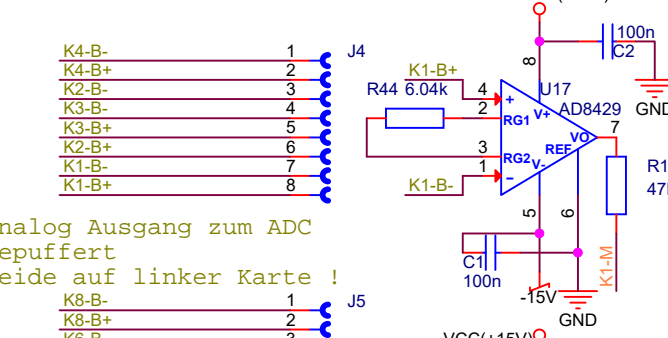 K4-B- 1 J4
K4-B+ 2
K2-B- 3
K3-B- 4
K3-B+ 5
K2-B+ 6
K1-B- 7
K1-B+ 8
100n
C2
GND
8
K1-B+
U17
R44 6.04k
4
AD8429
+
V+
2
RG1
7
VO
REF
3
RG2
V-
1
K1-B-
-
5
6
C1
100n
K1-M
-15V
GND
nalog Ausgang zum ADC
epuffert
eide auf linker Karte !
K8-B- 1 J5
K8-B+ 2
3
VCC(+15V)